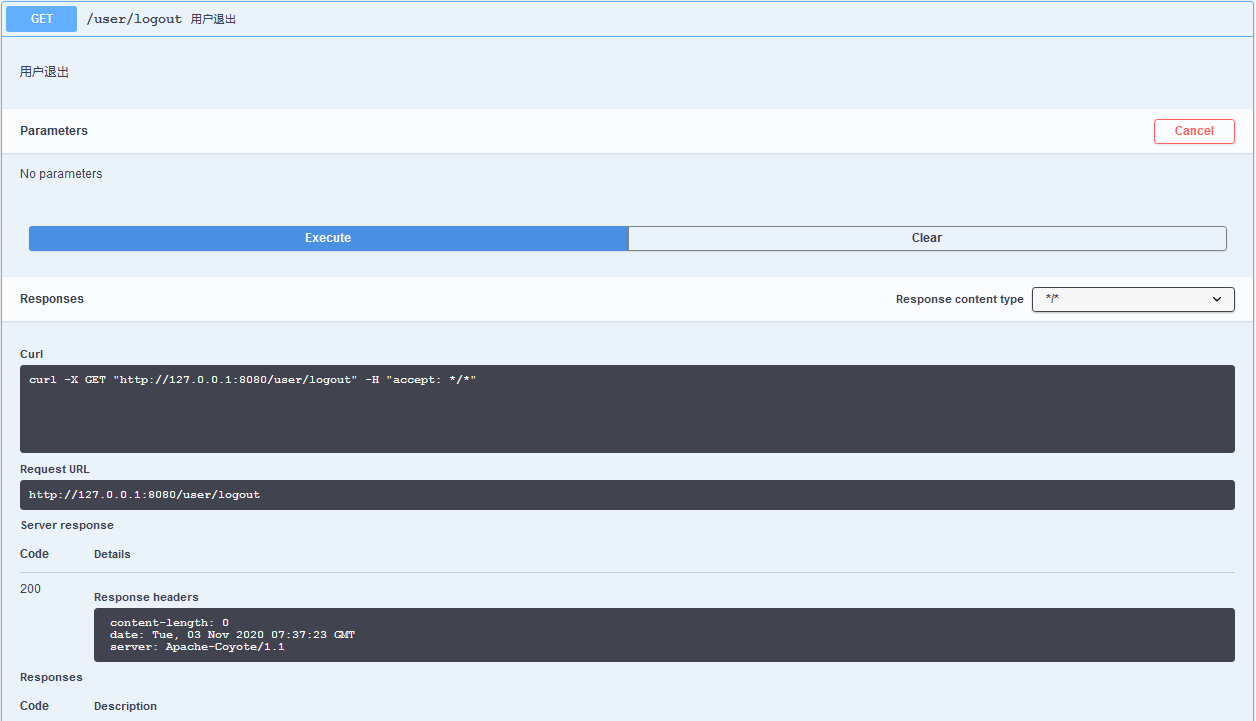 GET /user/logout 用户退出
用户退出
Parameters Cancel
No parameters
Execute Clear
Responses Response content type */*
Curl
curl -X GET "http://127.0.0.1:8080/user/logout" -H "accept: */*"
Request URL
http://127.0.0.1:8080/user/logout
Server response
Code Details
200 Response headers
content-length: 0
date: Tue, 03 Nov 2020 07:37:23 GMT
server: Apache-Coyote/1.1
Responses
Code Description